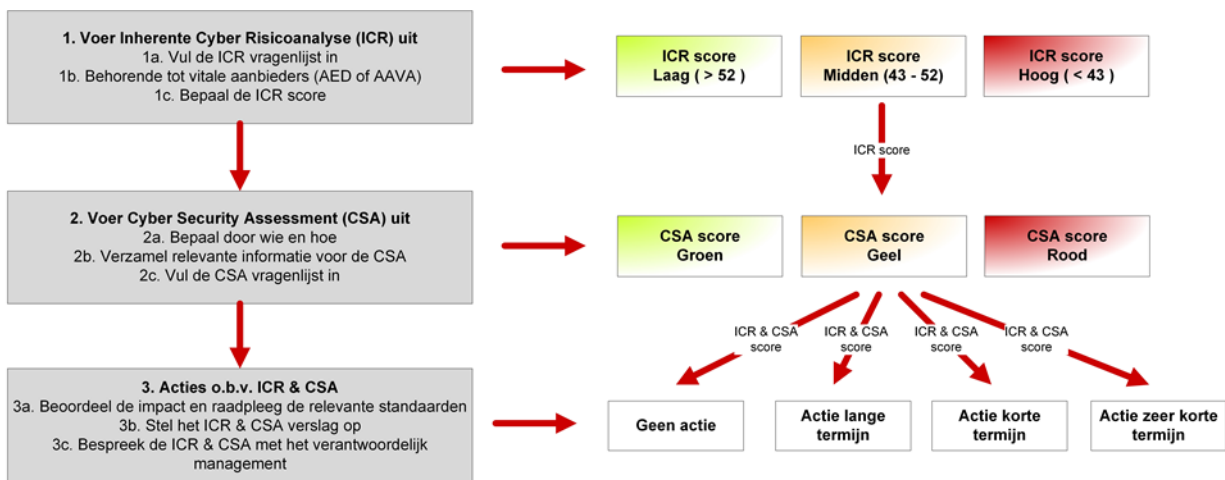 1. Voer Inherente Cyber Risicoanalyse (ICR) uit
1a. Vul de ICR vragenlijst in
1b. Behorende tot vitale aanbieders (AED of AAVA)
1c. Bepaal de ICR score
ICR score
Laag ( > 52 )
ICR score
Midden (43 - 52)
ICR score
Hoog ( < 43 )
ICR score
2. Voer Cyber Security Assessment (CSA) uit
2a. Bepaal door wie en hoe
2b. Verzamel relevante informatie voor de CSA
2c. Vul de CSA vragenlijst in
CSA score
Groen
CSA score
Geel
CSA score
Rood
ICR & CSA
score
ICR & CSA
score
ICR & CSA
score
ICR & CSA
score
3. Acties o.b.v. ICR & CSA
3a. Beoordeel de impact en raadpleeg de relevante standaarden
3b. Stel het ICR & CSA verslag op
3c. Bespreek de ICR & CSA met het verantwoordelijk
management
Geen actie
Actie lange
termijn
Actie korte
termijn
Actie zeer korte
termijn